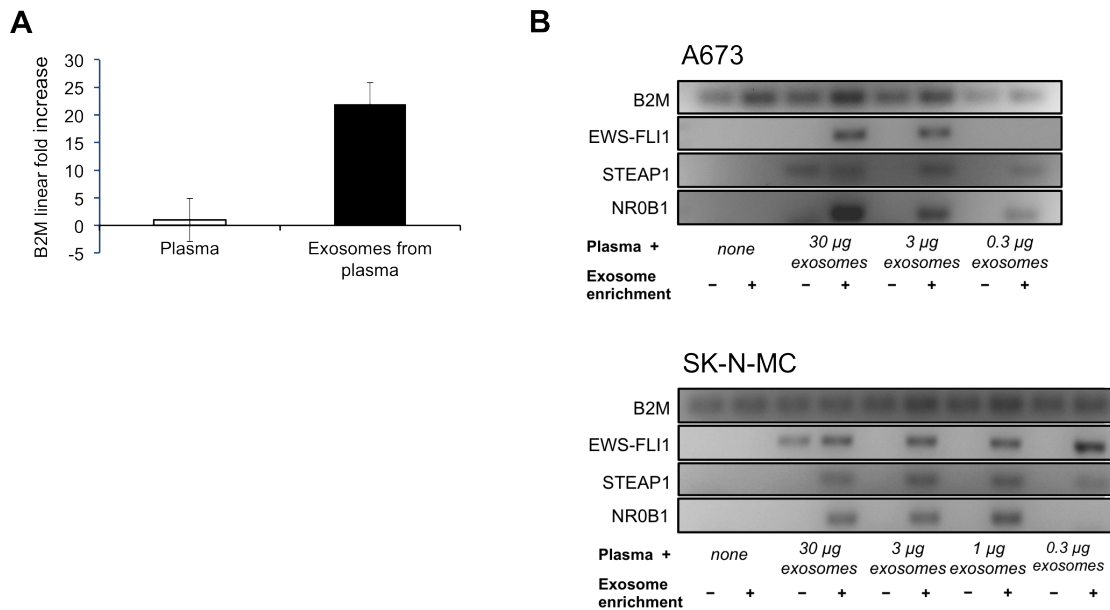 A
B2M linear fold increase
30
25
20
15
10
5
0
-5
Plasma
Exosomes from
plasma
B
A673
B2M
EWS-FLI1
STEAP1
NR0B1
Plasma + none 30 µg 3 µg 0.3 µg
exosomes exosomes exosomes
Exosome
enrichment − + − + − + − +
SK-N-MC
B2M
EWS-FLI1
STEAP1
NR0B1
Plasma + none 30 µg 3 µg 1 µg 0.3 µg
exosomes exosomes exosomes exosomes
Exosome
enrichment − + − + − + − + − +